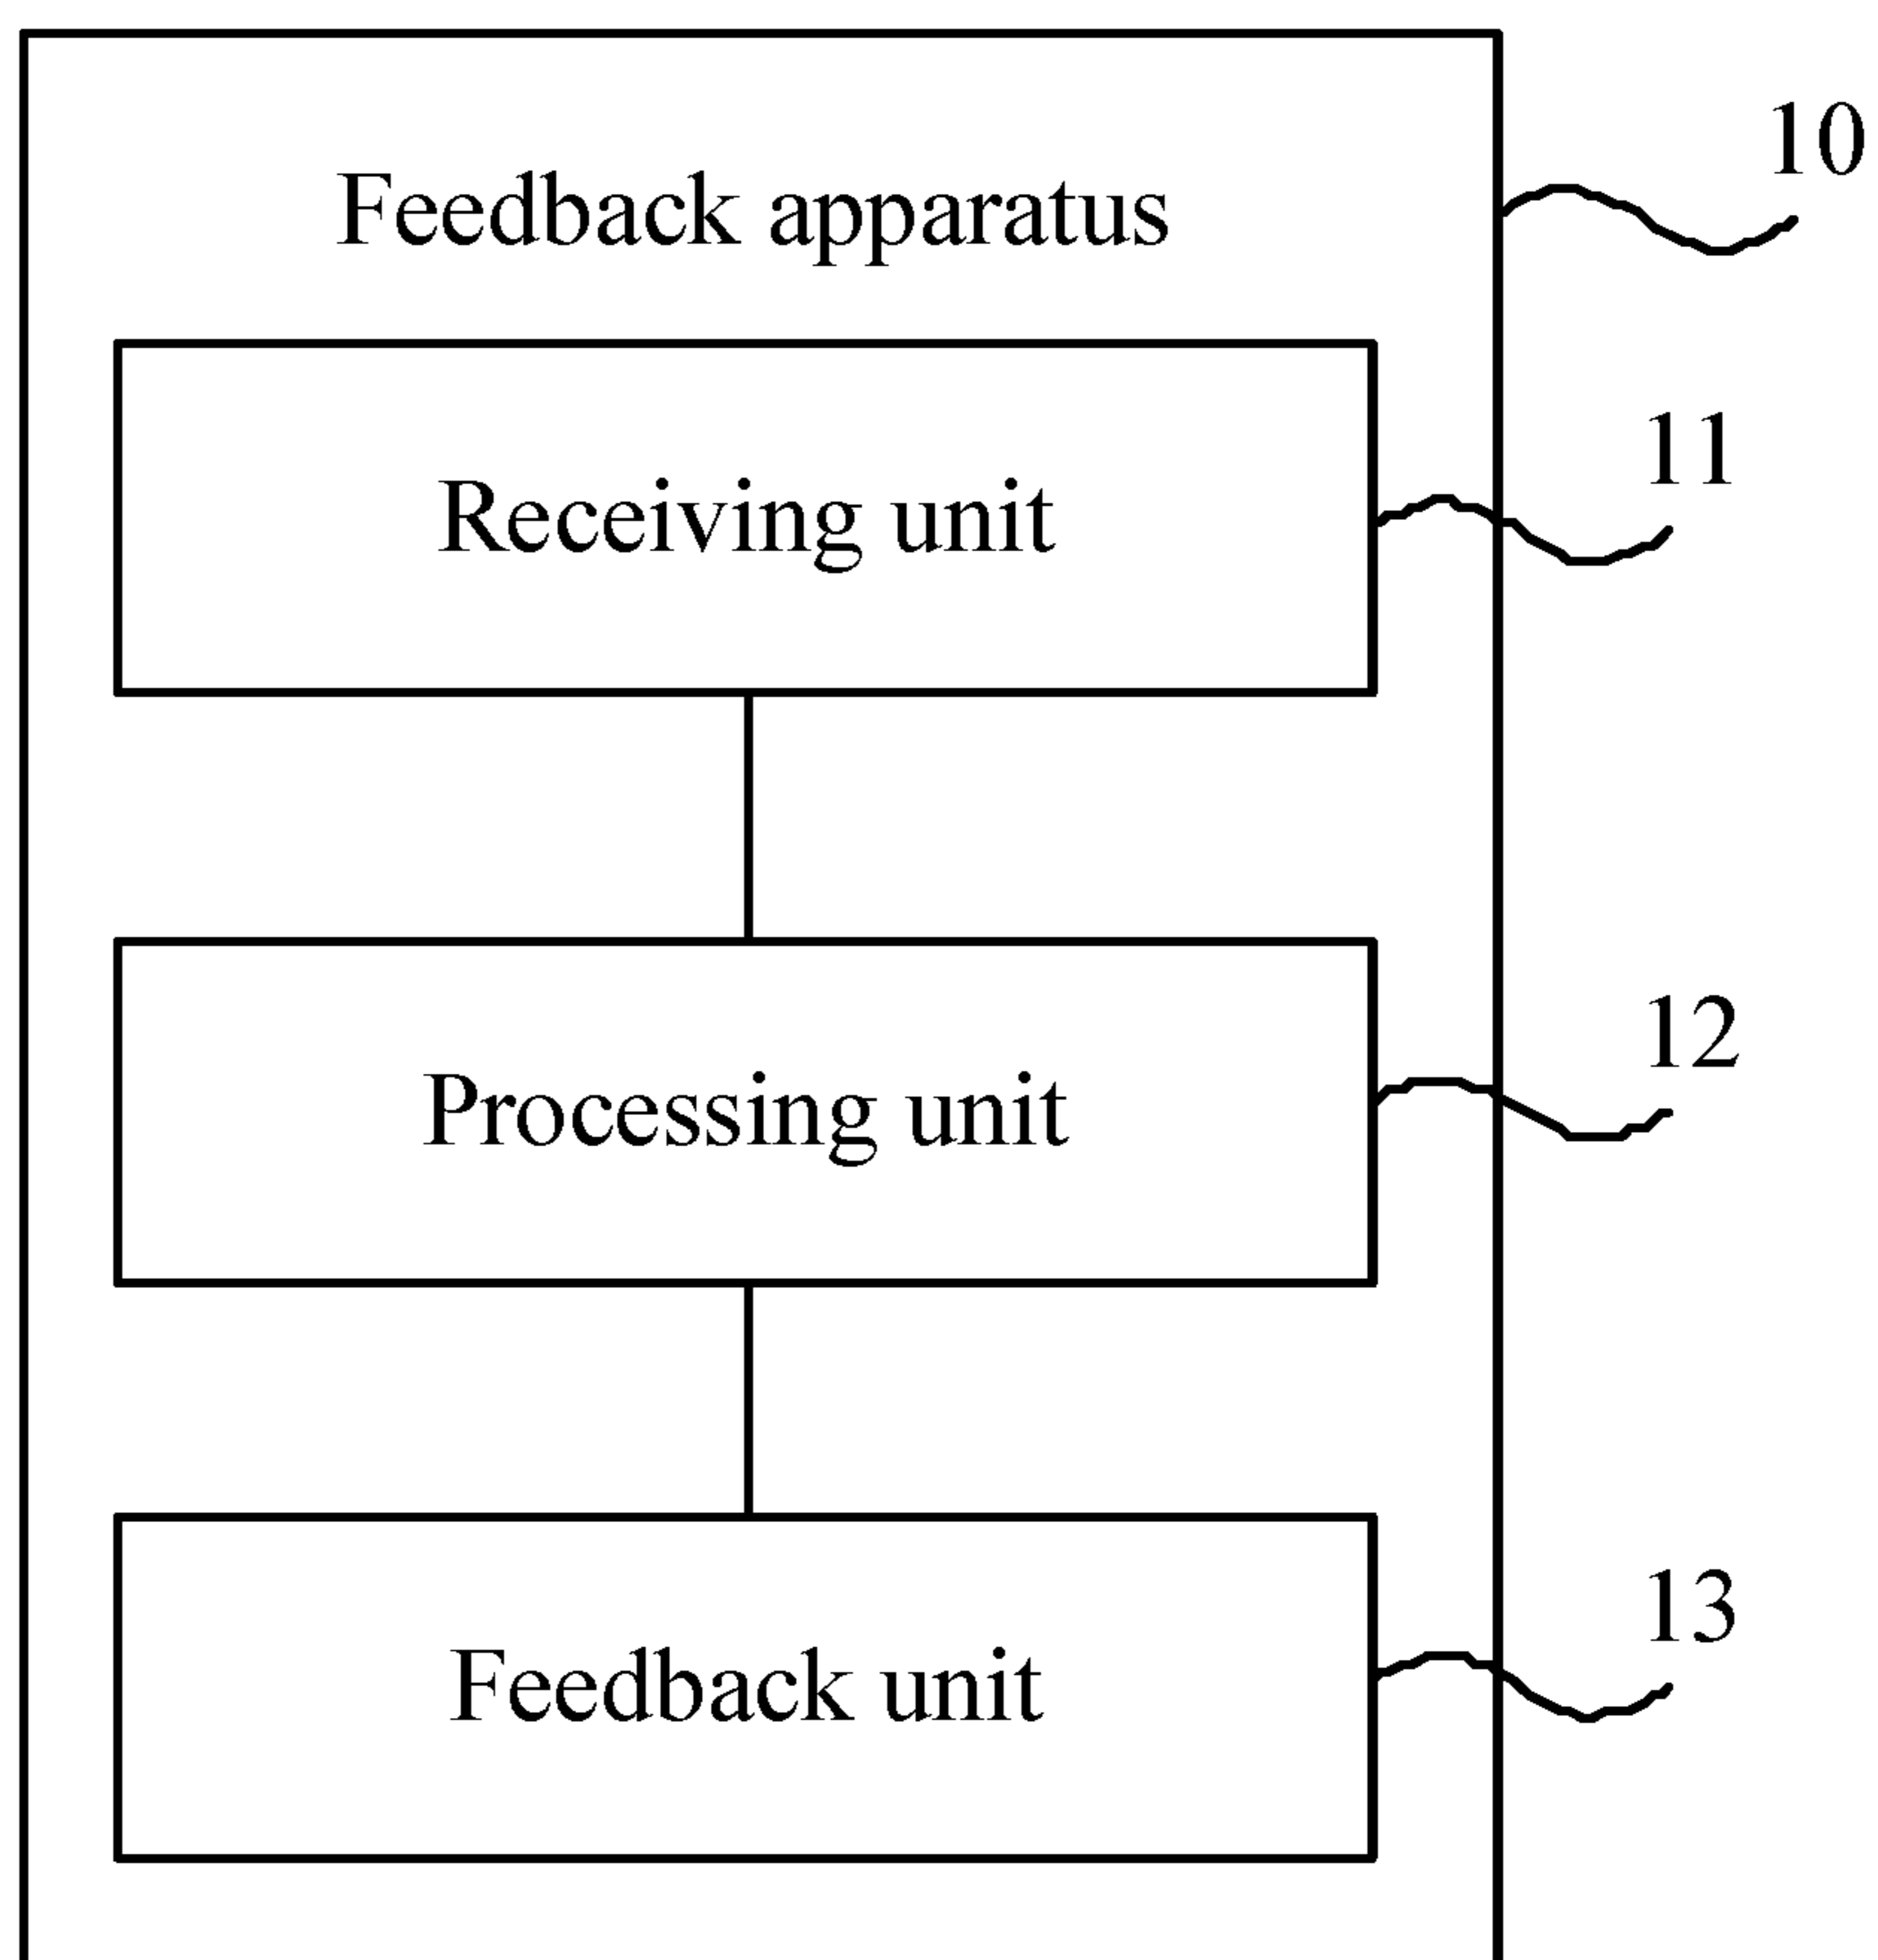 10
Feedback apparatus
11
Receiving unit
12
Processing unit
13
Feedback unit